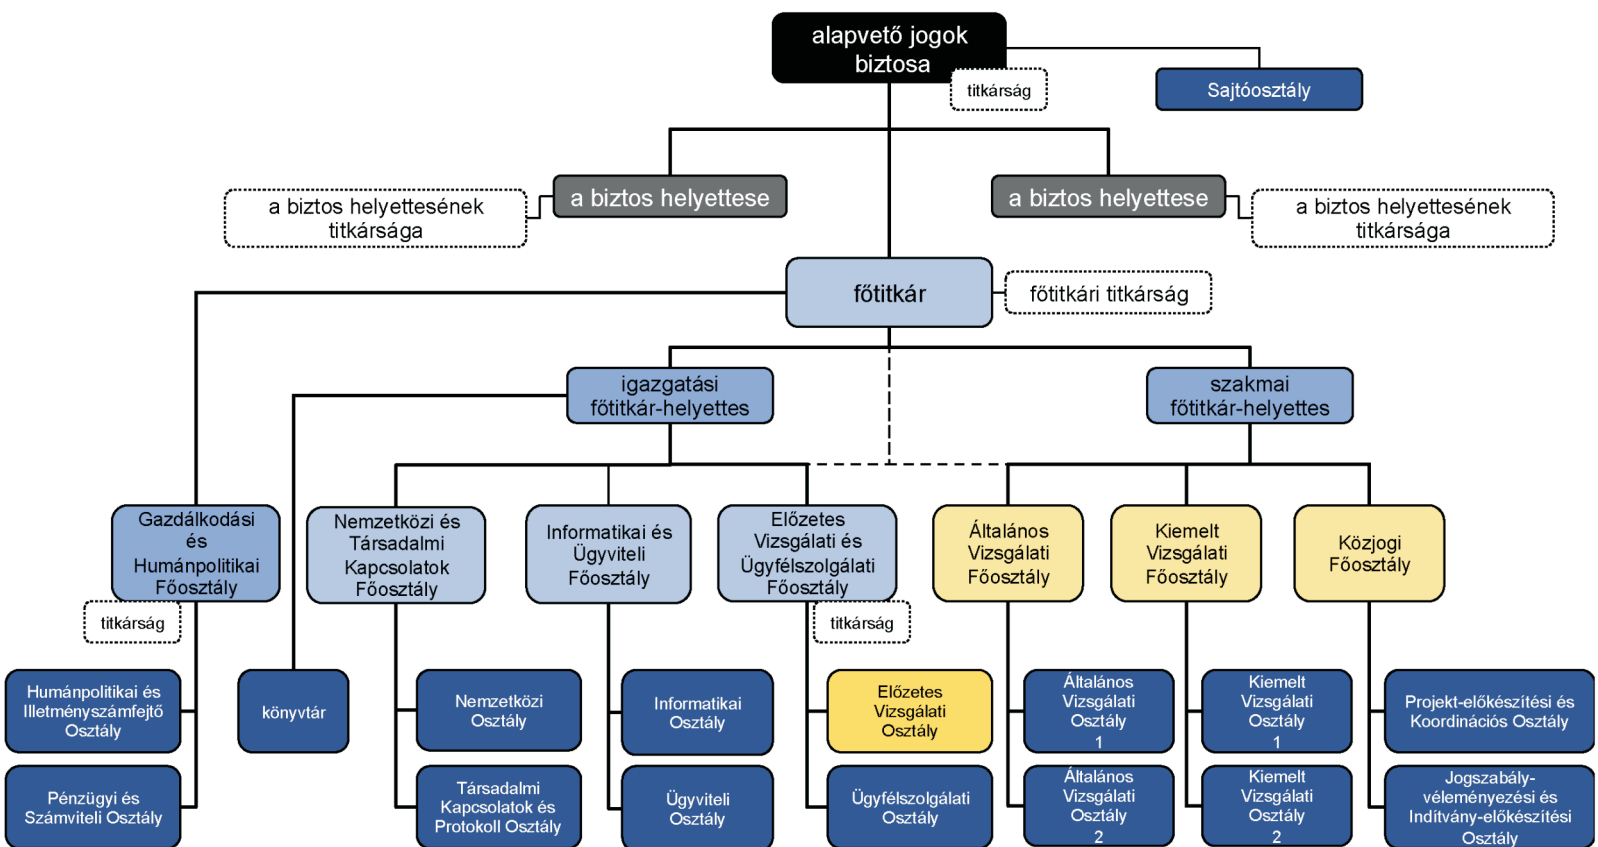 alapvető jogok
biztosa
titkárság
Sajtóosztály
a biztos helyettese
a biztos helyettesének
titkársága
a biztos helyettese
a biztos helyettesének
titkársága
főtitkár
főtitkári titkárság
igazgatási
főtitkár-helyettes
szakmai
főtitkár-helyettes
Gazdálkodási
és
Humánpolitikai
Főosztály
titkárság
Nemzetközi és
Társadalmi
Kapcsolatok
Főosztály
Informatikai és
Ügyviteli
Főosztály
Előzetes
Vizsgálati és
Ügyfélszolgálati
Főosztály
titkárság
Általános
Vizsgálati
Főosztály
Kiemelt
Vizsgálati
Főosztály
Közjogi
Főosztály
Humánpolitikai és
Illetményszámfejtő
Osztály
könyvtár
Nemzetközi
Osztály
Informatikai
Osztály
Előzetes
Vizsgálati
Osztály
Általános
Vizsgálati
Osztály
1
Kiemelt
Vizsgálati
Osztály
1
Projekt-előkészítési és
Koordinációs Osztály
Pénzügyi és
Számviteli Osztály
Társadalmi
Kapcsolatok és
Protokoll Osztály
Ügyviteli
Osztály
Ügyfélszolgálati
Osztály
Általános
Vizsgálati
Osztály
2
Kiemelt
Vizsgálati
Osztály
2
Jogszabály-
véleményezési és
Indítvány-előkészítési
Osztály